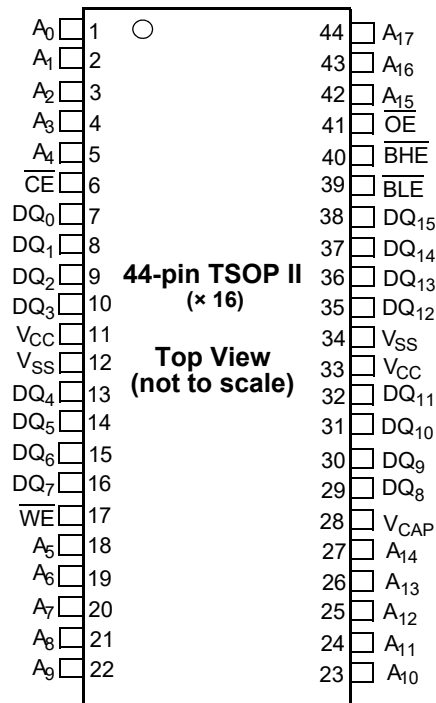 A0 1 44 A17
A1 2 43 A16
A2 3 42 A15
A3 4 41 OE
A4 5 40 BHE
CE 6 39 BLE
DQ0 7 38 DQ15
DQ1 8 37 DQ14
DQ2 9 36 DQ13
DQ3 10 35 DQ12
VCC 11 34 VSS
VSS 12 33 VCC
DQ4 13 32 DQ11
DQ5 14 31 DQ10
DQ6 15 30 DQ9
DQ7 16 29 DQ8
WE 17 28 VCAP
A5 18 27 A14
A6 19 26 A13
A7 20 25 A12
A8 21 24 A11
A9 22 23 A10
44-pin TSOP II
(× 16)
Top View
(not to scale)